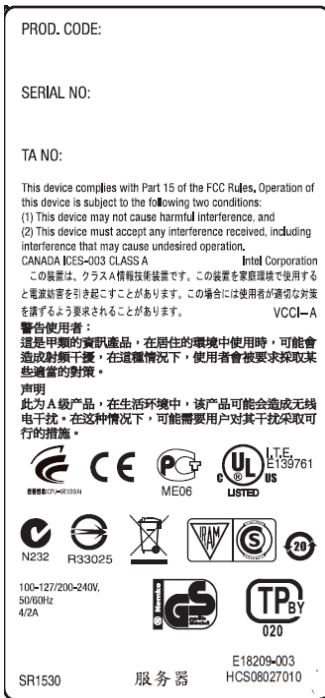 PROD. CODE:
SERIAL NO:
TA NO:
This device complies with Part 15 of the FCC Rules. Operation of
this device is subject to the following two conditions:
(1) This device may not cause harmful interference, and
(2) This device must accept any interference received, including
interference that may cause undesired operation.
CANADA ICES-003 CLASS A Intel Corporation
この装置は、クラスA情報技術装置です。この装置を家庭環境で使用する
と電波妨害を引き起こすことがあります。この場合には使用者が適切な対策
を講ずるよう要求されることがあります。 VCCI-A
警告使用者：
這是甲類的資訊產品，在居住的環境中使用時，可能會
造成射頻干擾，在這種情況下，使用者會被要求採取某
些適當的對策。
声明
此为A级产品，在生活环境中，该产品可能会造成无线
电干扰。在这种情况下，可能需要用户对其干扰采取可
行的措施。
CE
ME06
C UL US
LISTED
I.T.E.
E139761
N232
R33025
IRAM
S
20
100-127/200-240V,
50/60Hz
4/2A
Nemko
GS
TP BY
020
E18209-003
SR1530 服务器 HCS08027010